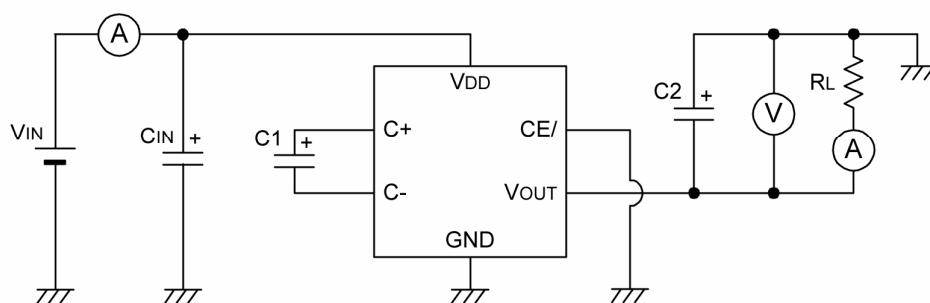 A
VDD
VIN
CIN
+
C1
+
C+
C-
CE/
VOUT
GND
C2
+
V
RL
A